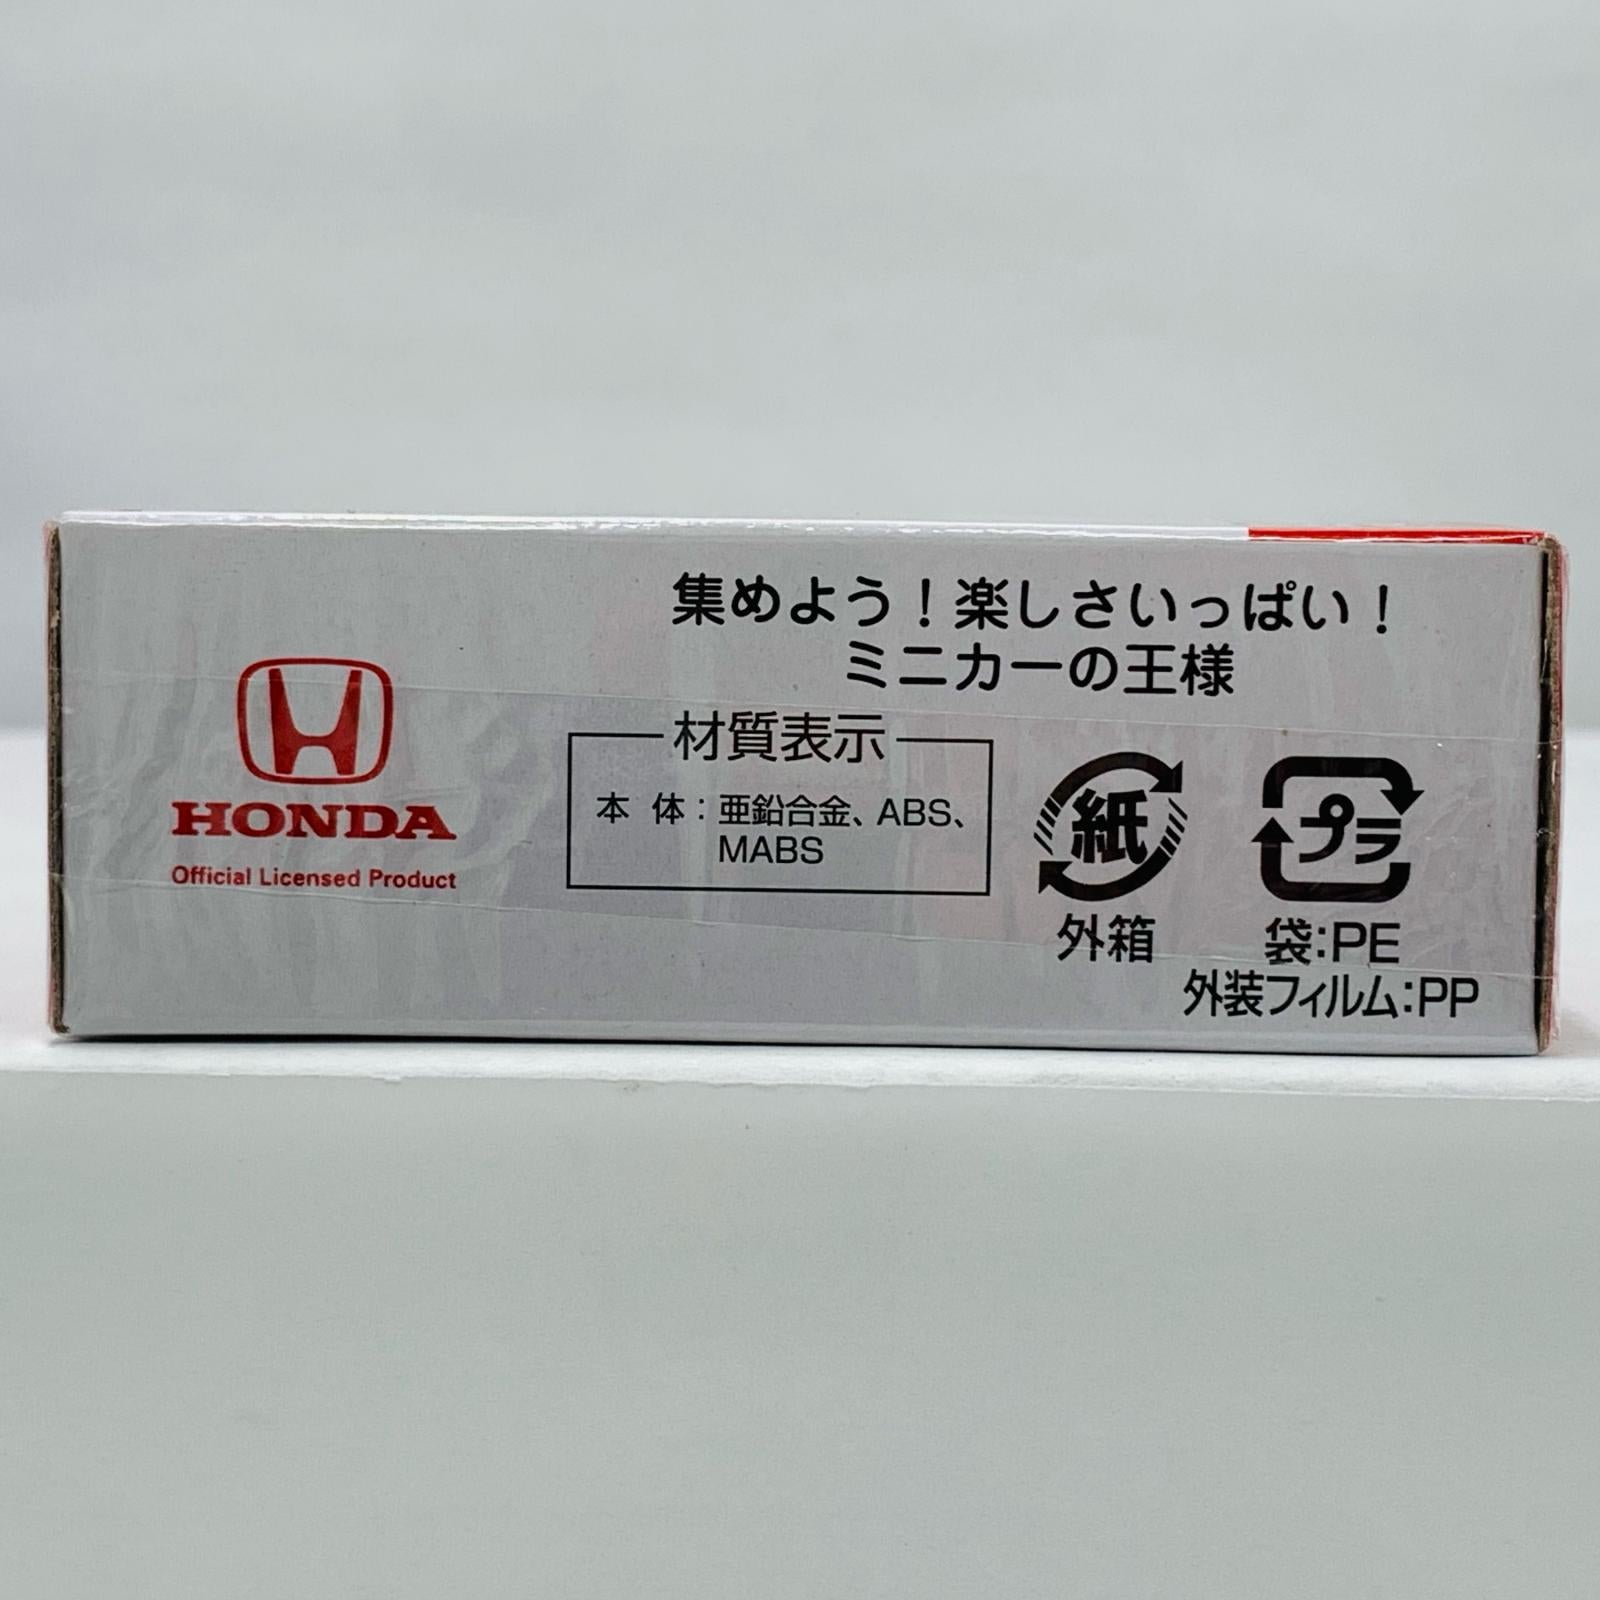 集めよう!楽しさいっぱい!
ミニカーの王様
HONDA
Official Licensed Product
材質表示
本 体:亜鉛合金、ABS、
MABS
紙
外箱
プラ
袋:PE
外装フィルム:PP